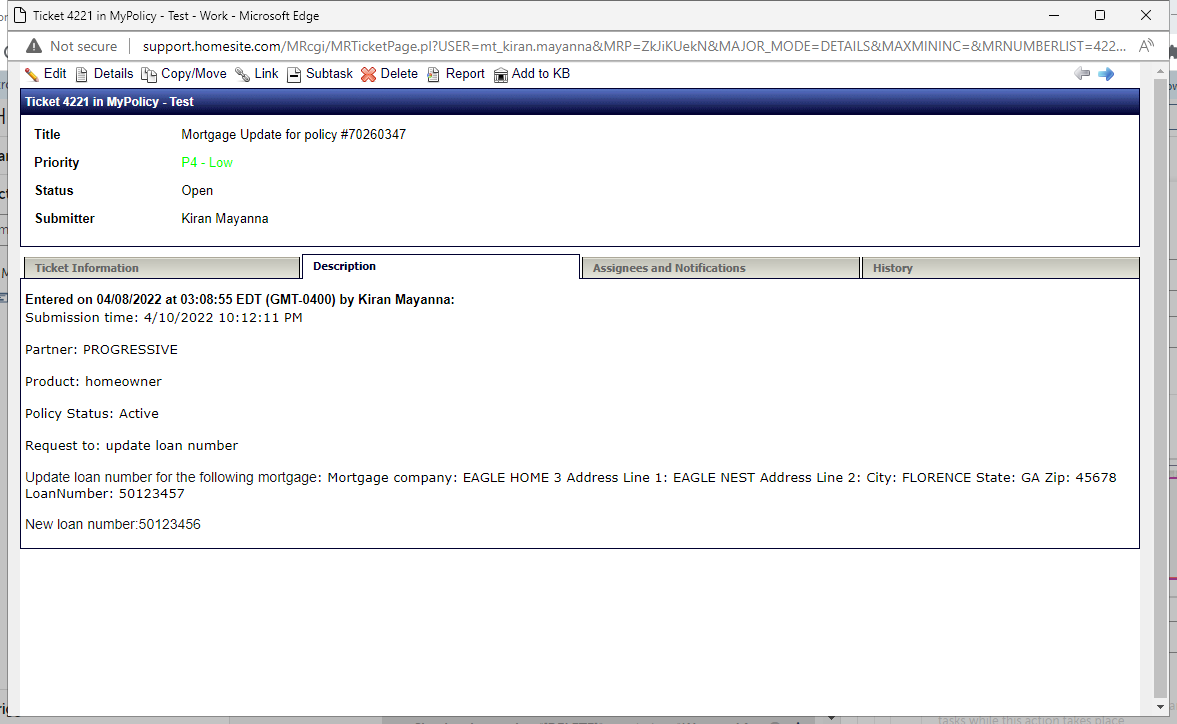 Ticket 4221 in MyPolicy - Test - Work - Microsoft Edge
Not secure | support.homesite.com/MRcgi/MRTicketPage.pl?USER=mt_kiran.mayanna&MRP=ZkJiKUekN&MAJOR_MODE=DETAILS&MAXMININC=&MRNUMBERLIST=422...
Edit Details Copy/Move Link Subtask Delete Report Add to KB
Ticket 4221 in MyPolicy - Test
Title Mortgage Update for policy #70260347
Priority P4 - Low
Status Open
Submitter Kiran Mayanna
Ticket Information Description Assignees and Notifications History
Entered on 04/08/2022 at 03:08:55 EDT (GMT-0400) by Kiran Mayanna:
Submission time: 4/10/2022 10:12:11 PM
Partner: PROGRESSIVE
Product: homeowner
Policy Status: Active
Request to: update loan number
Update loan number for the following mortgage: Mortgage company: EAGLE HOME 3 Address Line 1: EAGLE NEST Address Line 2: City: FLORENCE State: GA Zip: 45678
LoanNumber: 50123457
New loan number:50123456
tasks while this action takes place